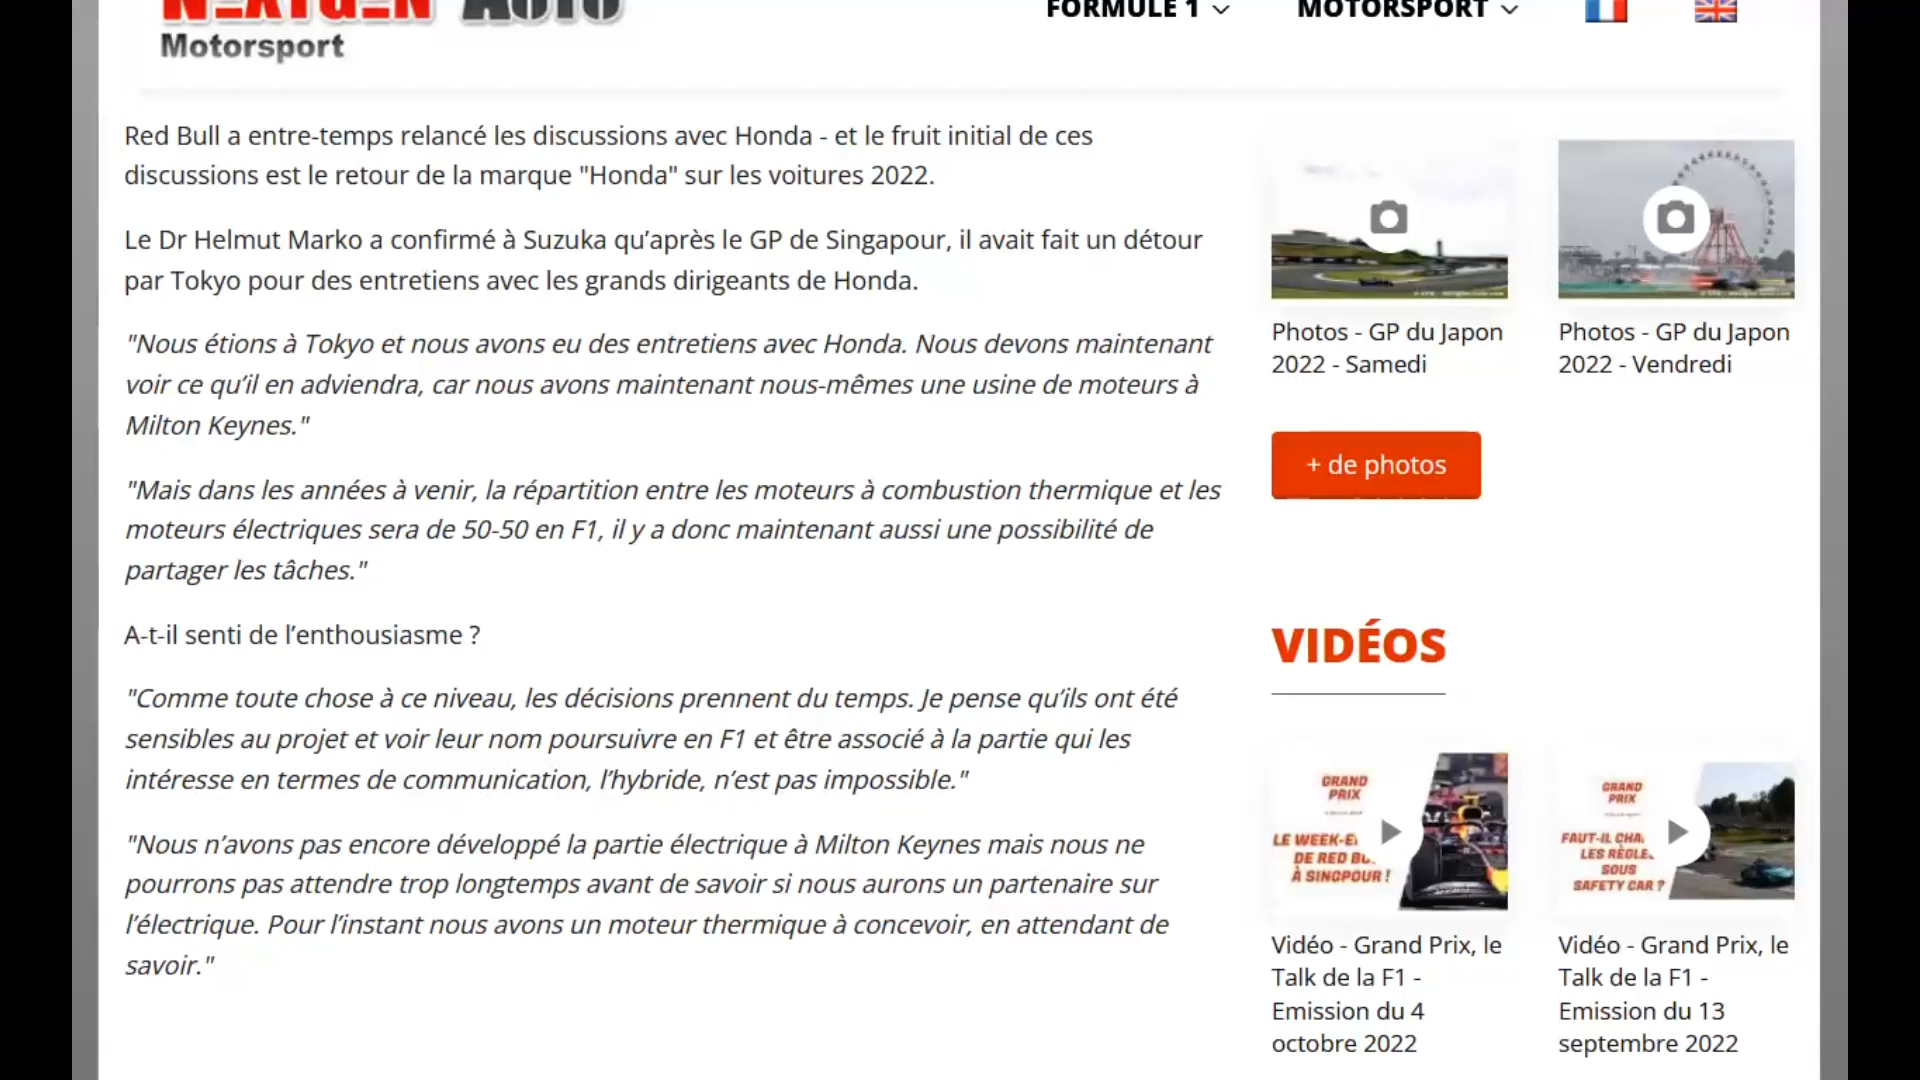 NEXTGEN AUTO
Motorsport
FORMULE 1
MOTORSPORT
Red Bull a entre-temps relancé les discussions avec Honda - et le fruit initial de ces
discussions est le retour de la marque "Honda" sur les voitures 2022.
Le Dr Helmut Marko a confirmé à Suzuka qu’après le GP de Singapour, il avait fait un détour
par Tokyo pour des entretiens avec les grands dirigeants de Honda.
"Nous étions à Tokyo et nous avons eu des entretiens avec Honda. Nous devons maintenant
voir ce qu’il en adviendra, car nous avons maintenant nous-mêmes une usine de moteurs à
Milton Keynes."
"Mais dans les années à venir, la répartition entre les moteurs à combustion thermique et les
moteurs électriques sera de 50-50 en F1, il y a donc maintenant aussi une possibilité de
partager les tâches."
A-t-il senti de l’enthousiasme ?
"Comme toute chose à ce niveau, les décisions prennent du temps. Je pense qu’ils ont été
sensibles au projet et voir leur nom poursuivre en F1 et être associé à la partie qui les
intéresse en termes de communication, l’hybride, n’est pas impossible."
"Nous n’avons pas encore développé la partie électrique à Milton Keynes mais nous ne
pourrons pas attendre trop longtemps avant de savoir si nous aurons un partenaire sur
l’électrique. Pour l’instant nous avons un moteur thermique à concevoir, en attendant de
savoir."
Photos - GP du Japon
2022 - Samedi
Photos - GP du Japon
2022 - Vendredi
+ de photos
VIDÉOS
GRAND
PRIX
LE WEEK-E
DE RED BU
À SINGPOUR !
Vidéo - Grand Prix, le
Talk de la F1 -
Emission du 4
octobre 2022
GRAND
PRIX
FAUT-IL CHA
LES RÈGLE
SOUS
SAFETY CAR ?
Vidéo - Grand Prix, le
Talk de la F1 -
Emission du 13
septembre 2022